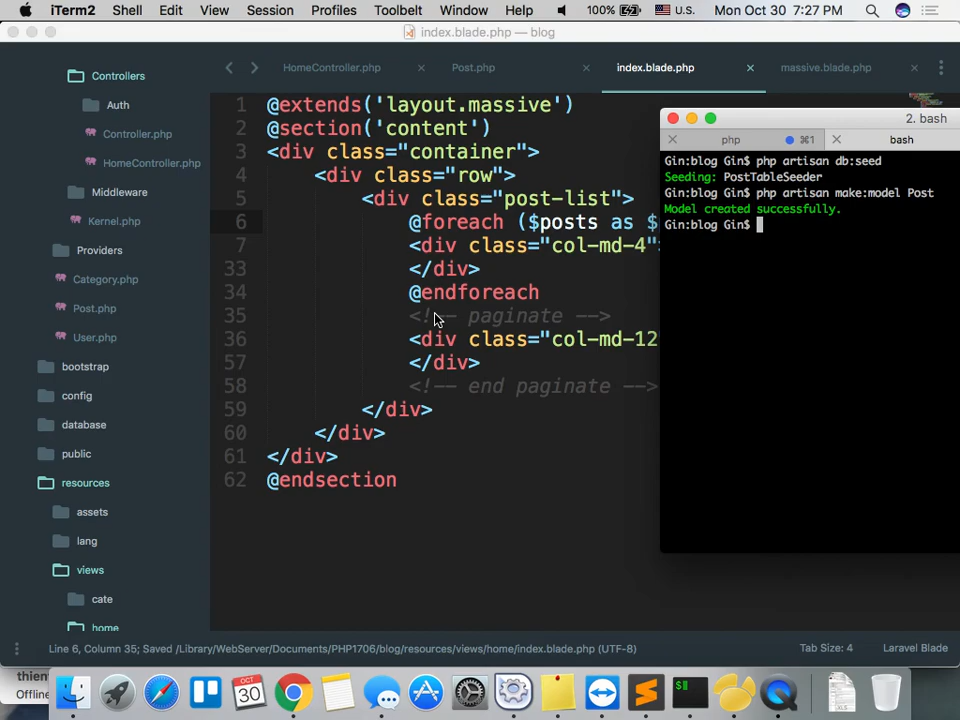 iTerm2 Shell Edit View Session Profiles Toolbelt Window Help 100% U.S. Mon Oct 30 7:27 PM
index.blade.php — blog
HomeController.php Post.php index.blade.php massive.blade.php
Controllers
Auth
Controller.php
HomeController.php
Middleware
Kernel.php
Providers
Category.php
Post.php
User.php
bootstrap
config
database
public
resources
assets
lang
views
cate
home
1 @extends('layout.massive')
2 @section('content')
3 <div class="container">
4 <div class="row">
5 <div class="post-list">
6 @foreach ($posts as $
7 <div class="col-md-4"
33 </div>
34 @endforeach
35 <!-- paginate -->
36 <div class="col-md-12
57 </div>
58 <!-- end paginate -->
59 </div>
60 </div>
61 </div>
62 @endsection
2. bash
php ⌘1 bash
Gin:blog Gin$ php artisan db:seed
Seeding: PostTableSeeder
Gin:blog Gin$ php artisan make:model Post
Model created successfully.
Gin:blog Gin$
Line 6, Column 35; Saved /Library/WebServer/Documents/PHP1706/blog/resources/views/home/index.blade.php (UTF-8) Tab Size: 4 Laravel Blade
thien
Offline
OCT
30
$
XLS